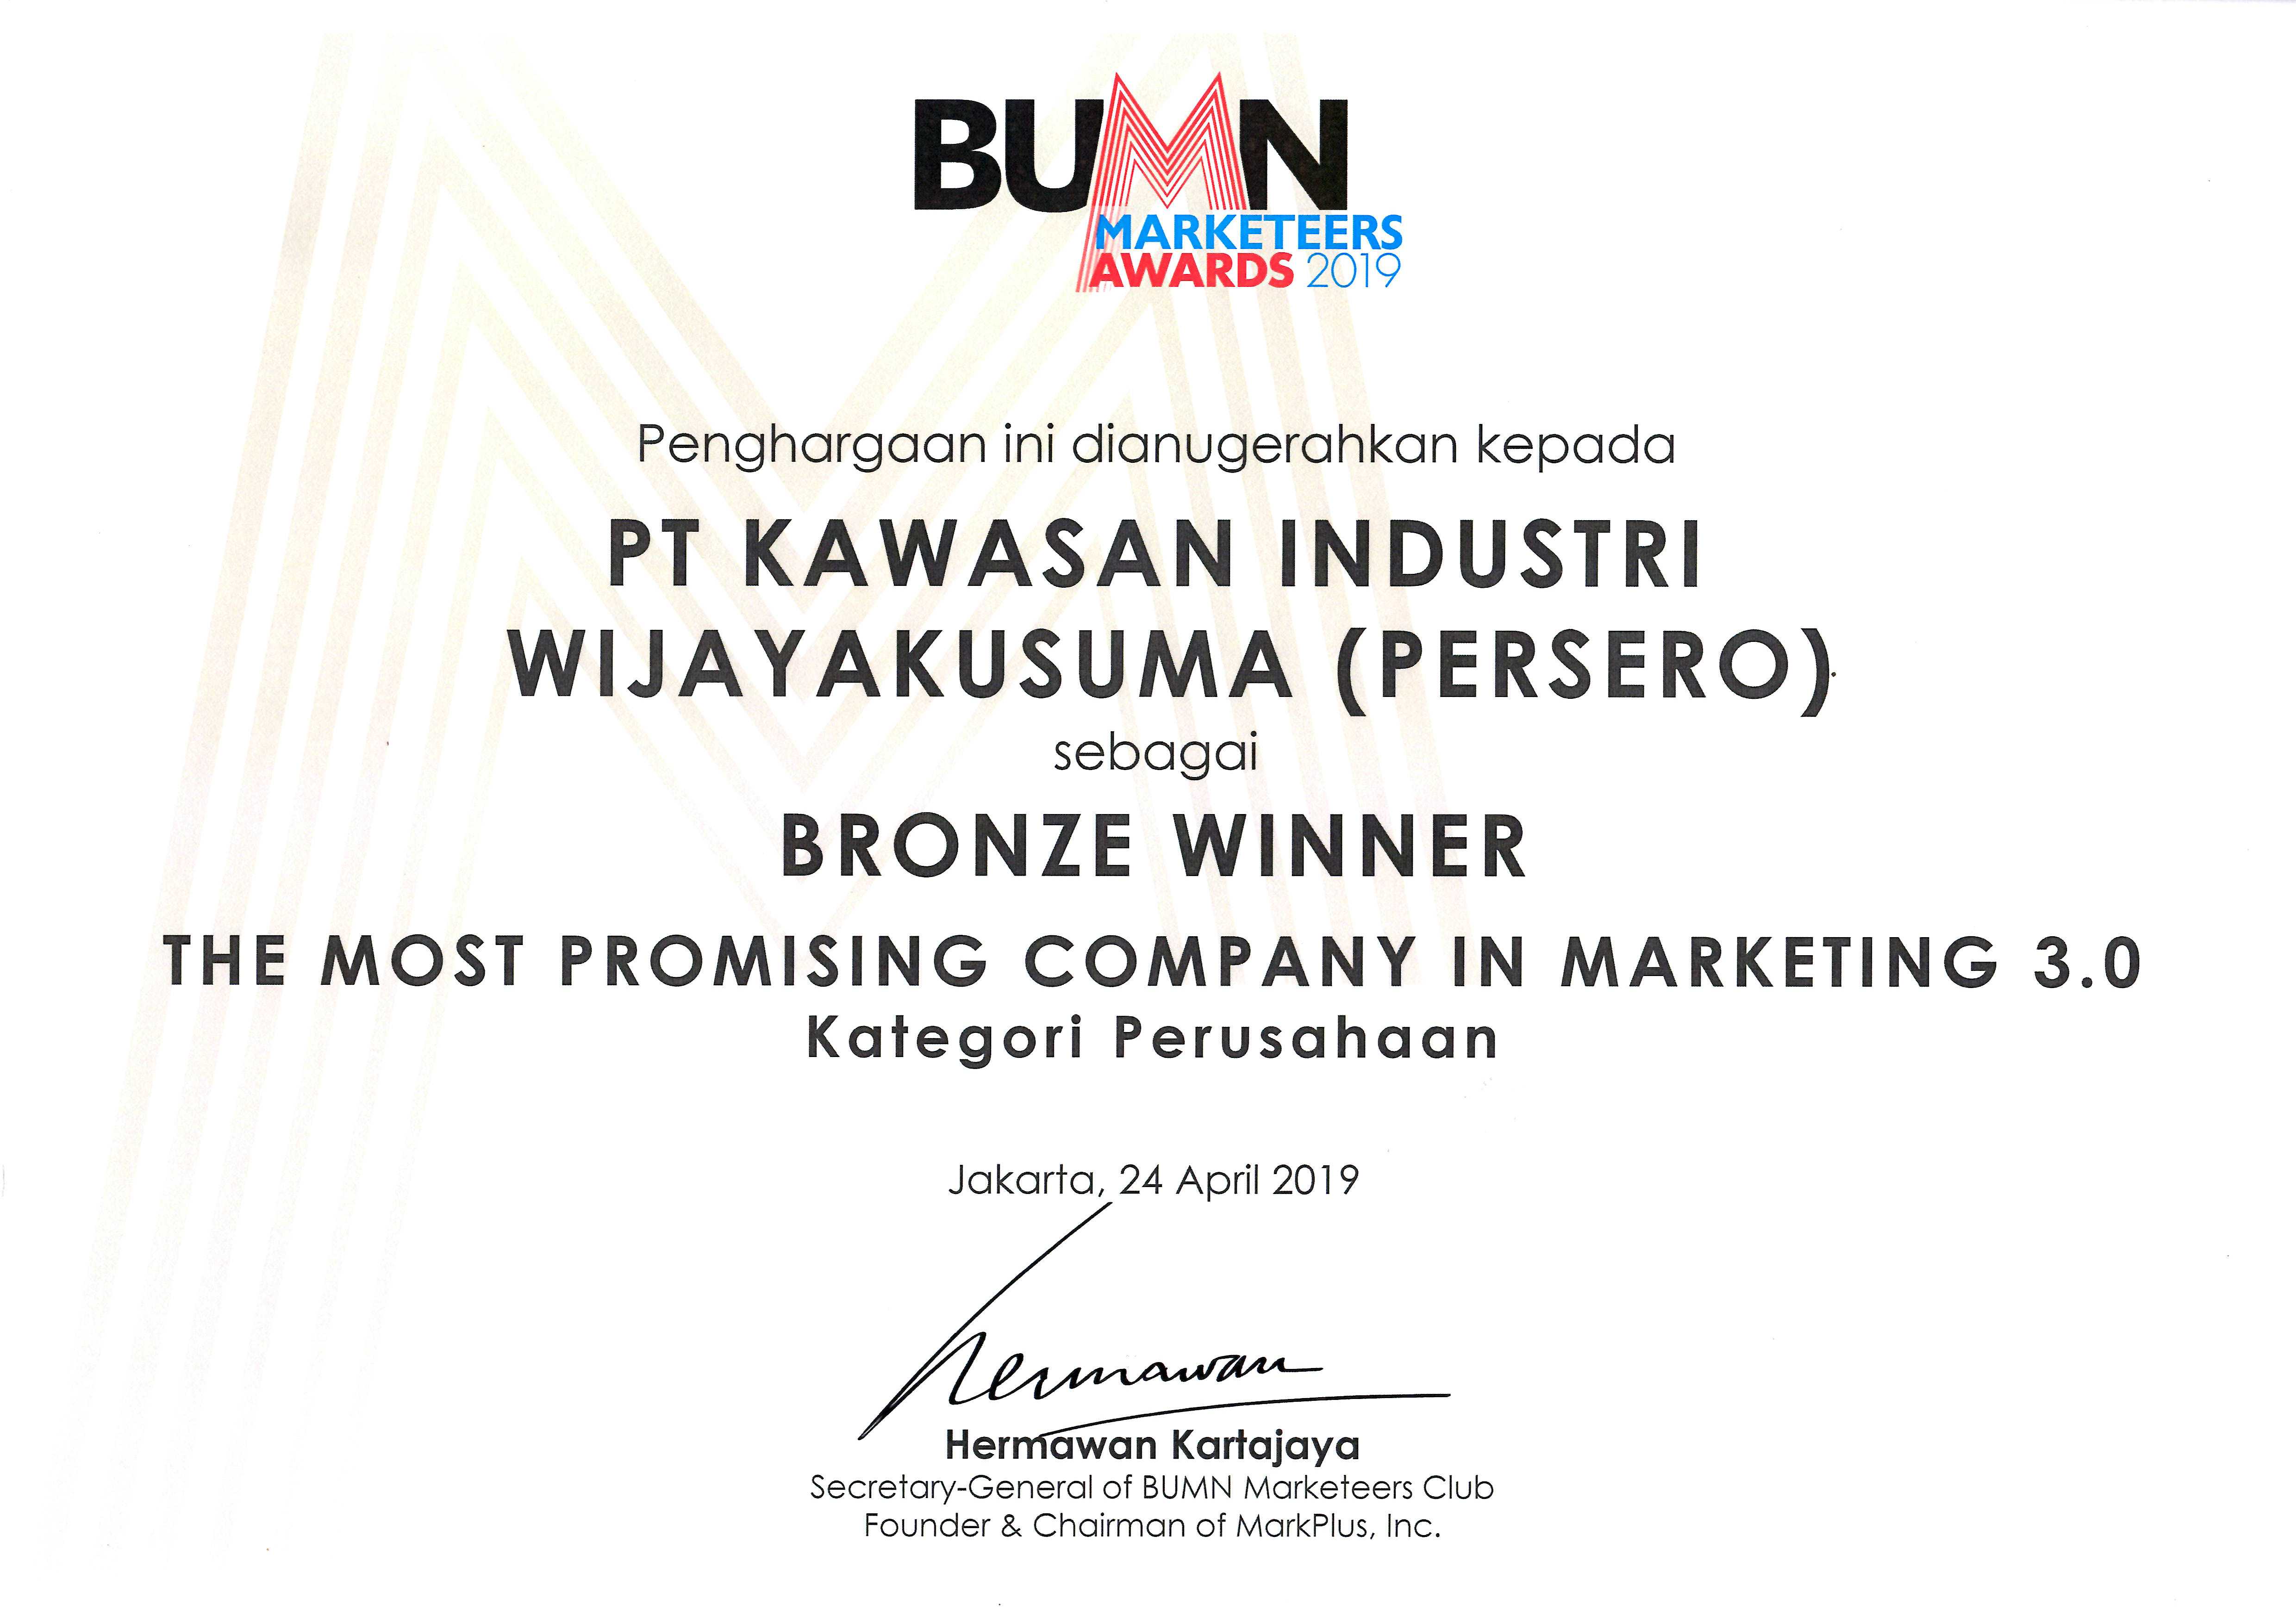 BUMN
MARKETEERS
AWARDS 2019
Penghargaan ini dianugerahkan kepada
PT KAWASAN INDUSTRI
WIJAYAKUSUMA (PERSERO)
sebagai
BRONZE WINNER
THE MOST PROMISING COMPANY IN MARKETING 3.0
Kategori Perusahaan
Jakarta, 24 April 2019
Hermawan
Hermawan Kartajaya
Secretary-General of BUMN Marketeers Club
Founder & Chairman of MarkPlus, Inc.